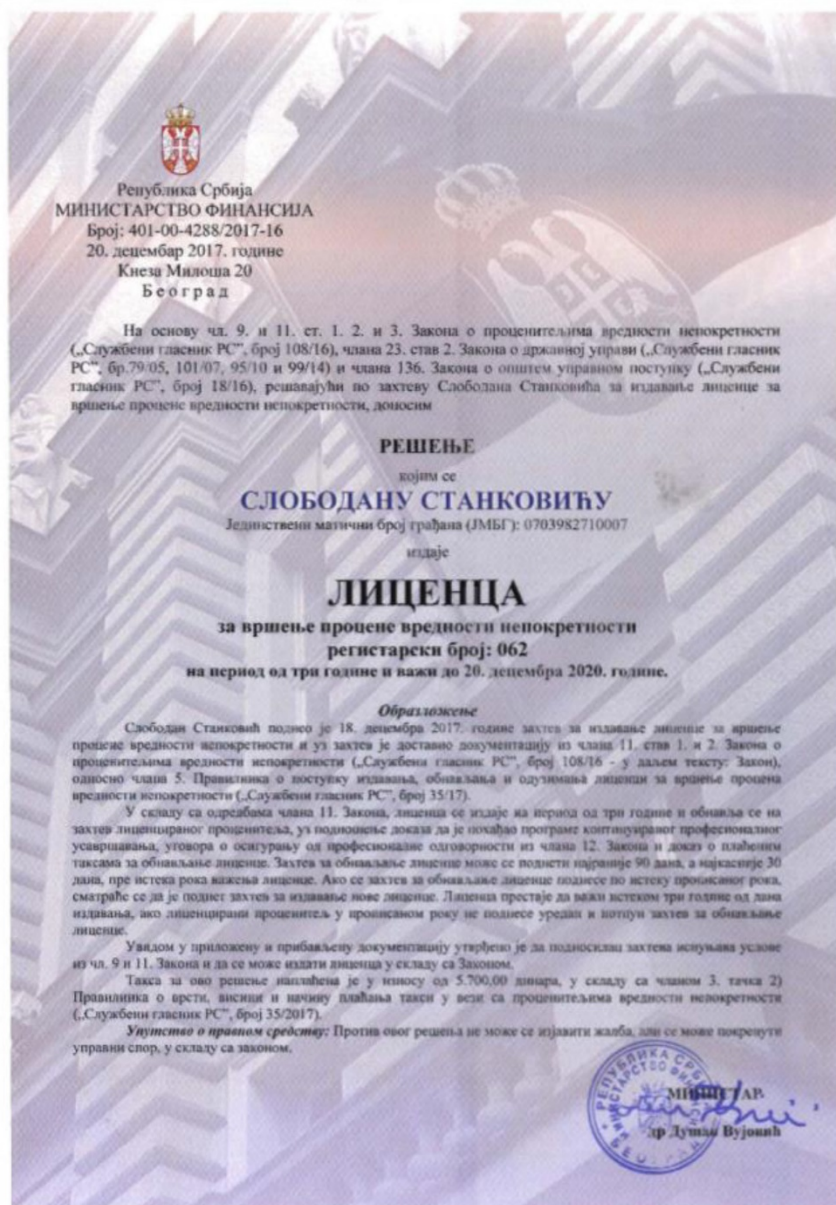 Република Србија
МИНИСТАРСТВО ФИНАНСИЈА
Број: 401-00-4288/2017-16
20. децембар 2017. године
Кнеза Милоша 20
Београд
На основу чл. 9. и 11. ст. 1. 2. и 3. Закона о проценитељима вредности непокретности
(„Службени гласник РС”, број 108/16), члана 23. став 2. Закона о државној управи („Службени гласник
РС”, бр.79/05, 101/07, 95/10 и 99/14) и члана 136. Закона о општем управном поступку („Службени
гласник РС”, број 18/16), решавајући по захтеву Слободана Станковића за издавање лиценце за
вршење процене вредности непокретности, доносим
РЕШЕЊЕ
којим се
СЛОБОДАНУ СТАНКОВИЋУ
Јединствени матични број грађана (ЈМБГ): 0703982710007
издаје
ЛИЦЕНЦА
за вршење процене вредности непокретности
регистарски број: 062
на период од три године и важи до 20. децембра 2020. године.
Образложење
Слободан Станковић поднео је 18. децембра 2017. године захтев за издавање лиценце за вршење
процене вредности непокретности и уз захтев је доставио документацију из члана 11. став 1. и 2. Закона о
проценитељима вредности непокретности („Службени гласник РС”, број 108/16 - у даљем тексту: Закон),
односно члана 5. Правилника о поступку издавања, обнављања и одузимања лиценци за вршење процена
вредности непокретности („Службени гласник РС”, број 35/17).
У складу са одредбама члана 11. Закона, лиценца се издаје на период од три године и обнавља се на
захтев лиценцираног проценитеља, уз подношење доказа да је похађао програме континуираног професионалног
усавршавања, уговора о осигурању од професионалне одговорности из члана 12. Закона и доказ о плаћеним
таксама за обнављање лиценце. Захтев за обнављање лиценце може се поднети најраније 90 дана, а најкасније 30
дана, пре истека рока важења лиценце. Ако се захтев за обнављање лиценце поднесе по истеку прописаног рока,
сматраће се да је поднет захтев за издавање нове лиценце. Лиценца престаје да важи истеком три године од дана
издавања, ако лиценцирани проценитељ у прописаном року не поднесе уредан и потпун захтев за обнављање
лиценце.
Увидом у приложену и прибављену документацију утврђено је да подносилац захтева испуњава услове
из чл. 9 и 11. Закона и да се може издати лиценца у складу са Законом.
Такса за ово решење наплаћена је у износу од 5.700,00 динара, у складу са чланом 3. тачка 2)
Правилника о врсти, висини и начину плаћања такси у вези са проценитељима вредности непокретности
(„Службени гласник РС”, број 35/2017).
Упутство о правном средству: Против овог решења не може се изјавити жалба, али се може покренути
управни спор, у складу са законом.
МИНИСТАР
др Душан Вујовић
РЕПУБЛИКА СРБИЈА
МИНИСТАРСТВО
БЕОГРАД